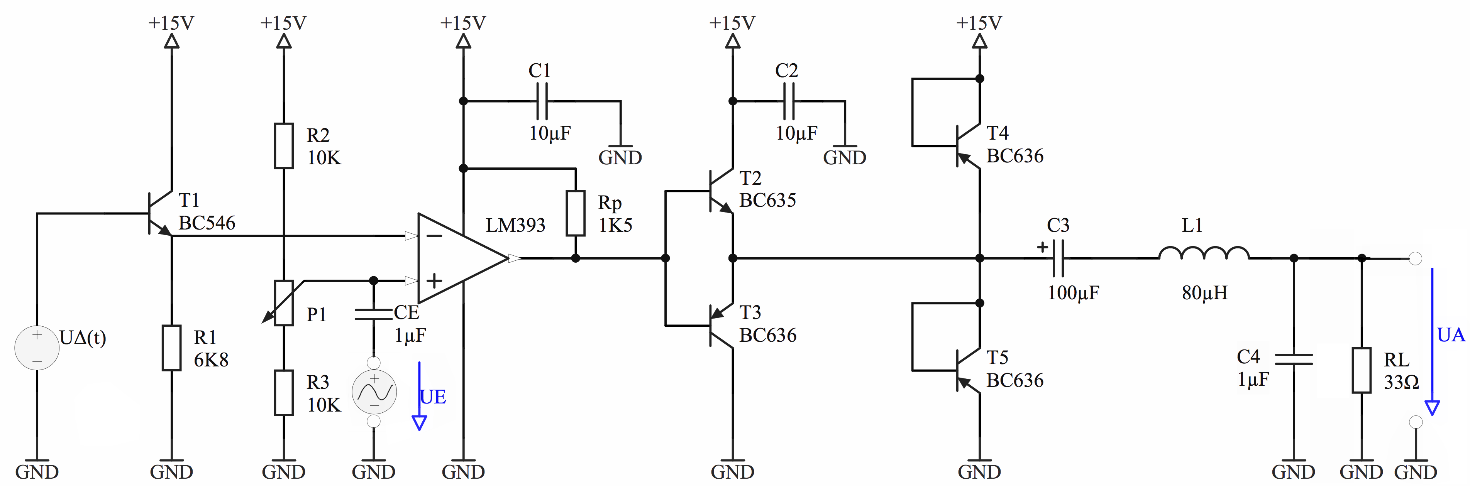 +15V
+15V
+15V
+15V
+15V
C1
10µF
GND
C2
10µF
GND
R2
10K
T4
BC636
T1
BC546
LM393
Rp
1K5
T2
BC635
−
+
C3
+
100µF
L1
80µH
UΔ(t)
+
−
R1
6K8
P1
CE
1µF
T3
BC636
UA
R3
10K
+
−
UE
T5
BC636
C4
1µF
RL
33Ω
GND
GND
GND
GND
GND
GND
GND
GND
GND
GND